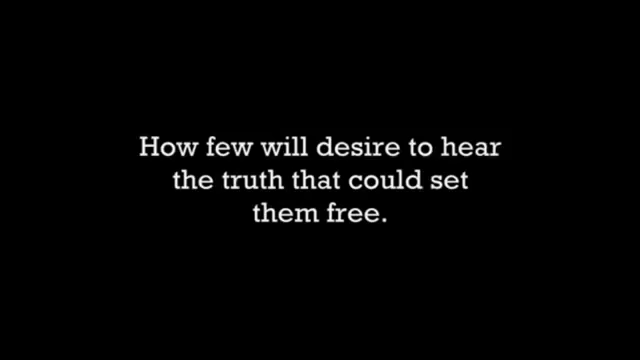 How few will desire to hear
the truth that could set
them free.